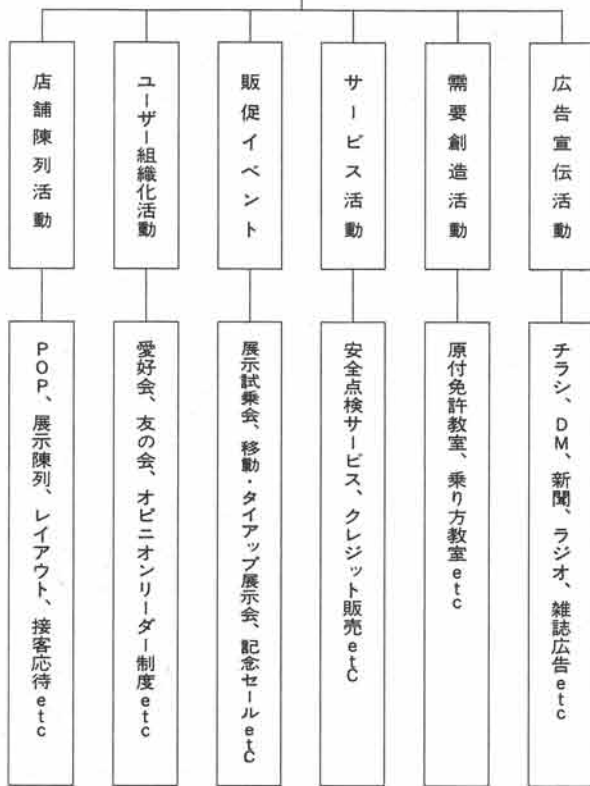 広告宣伝活動
チラシ、DM、新聞、ラジオ、雑誌広告etc
需要創造活動
原付免許教室、乗り方教室etc
サービス活動
安全点検サービス、クレジット販売etC
販促イベント
展示試乗会、移動・タイアップ展示会、記念セールetC
ユーザー組織化活動
愛好会、友の会、オピニオンリーダー制度etc
店舗陳列活動
POP、展示陳列、レイアウト、接客応待etc